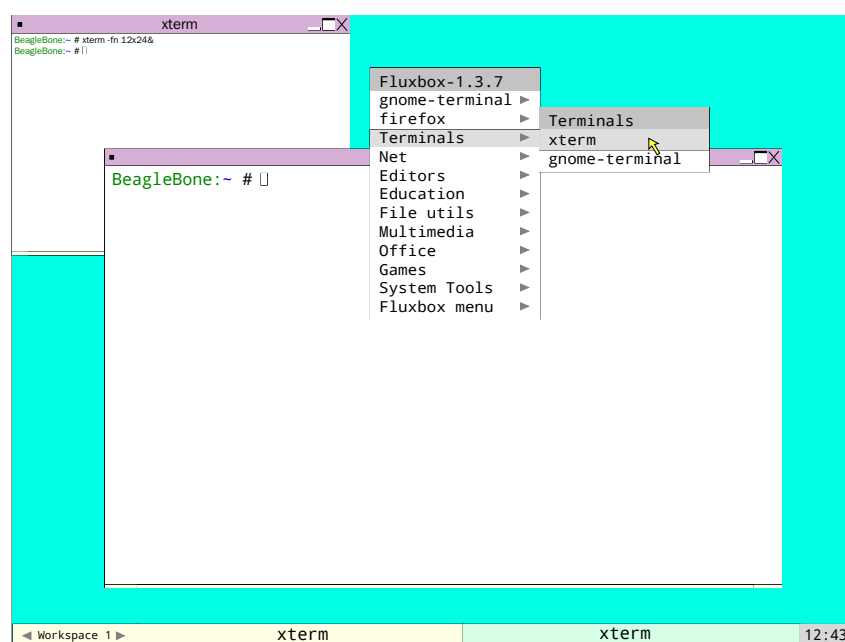 xterm
BeagleBone:~ # xterm -fn 12x24&
BeagleBone:~ #
BeagleBone:~ #
Fluxbox-1.3.7
gnome-terminal
firefox
Terminals
Net
Editors
Education
File utils
Multimedia
Office
Games
System Tools
Fluxbox menu
Terminals
xterm
gnome-terminal
Workspace 1
xterm
xterm
12:43